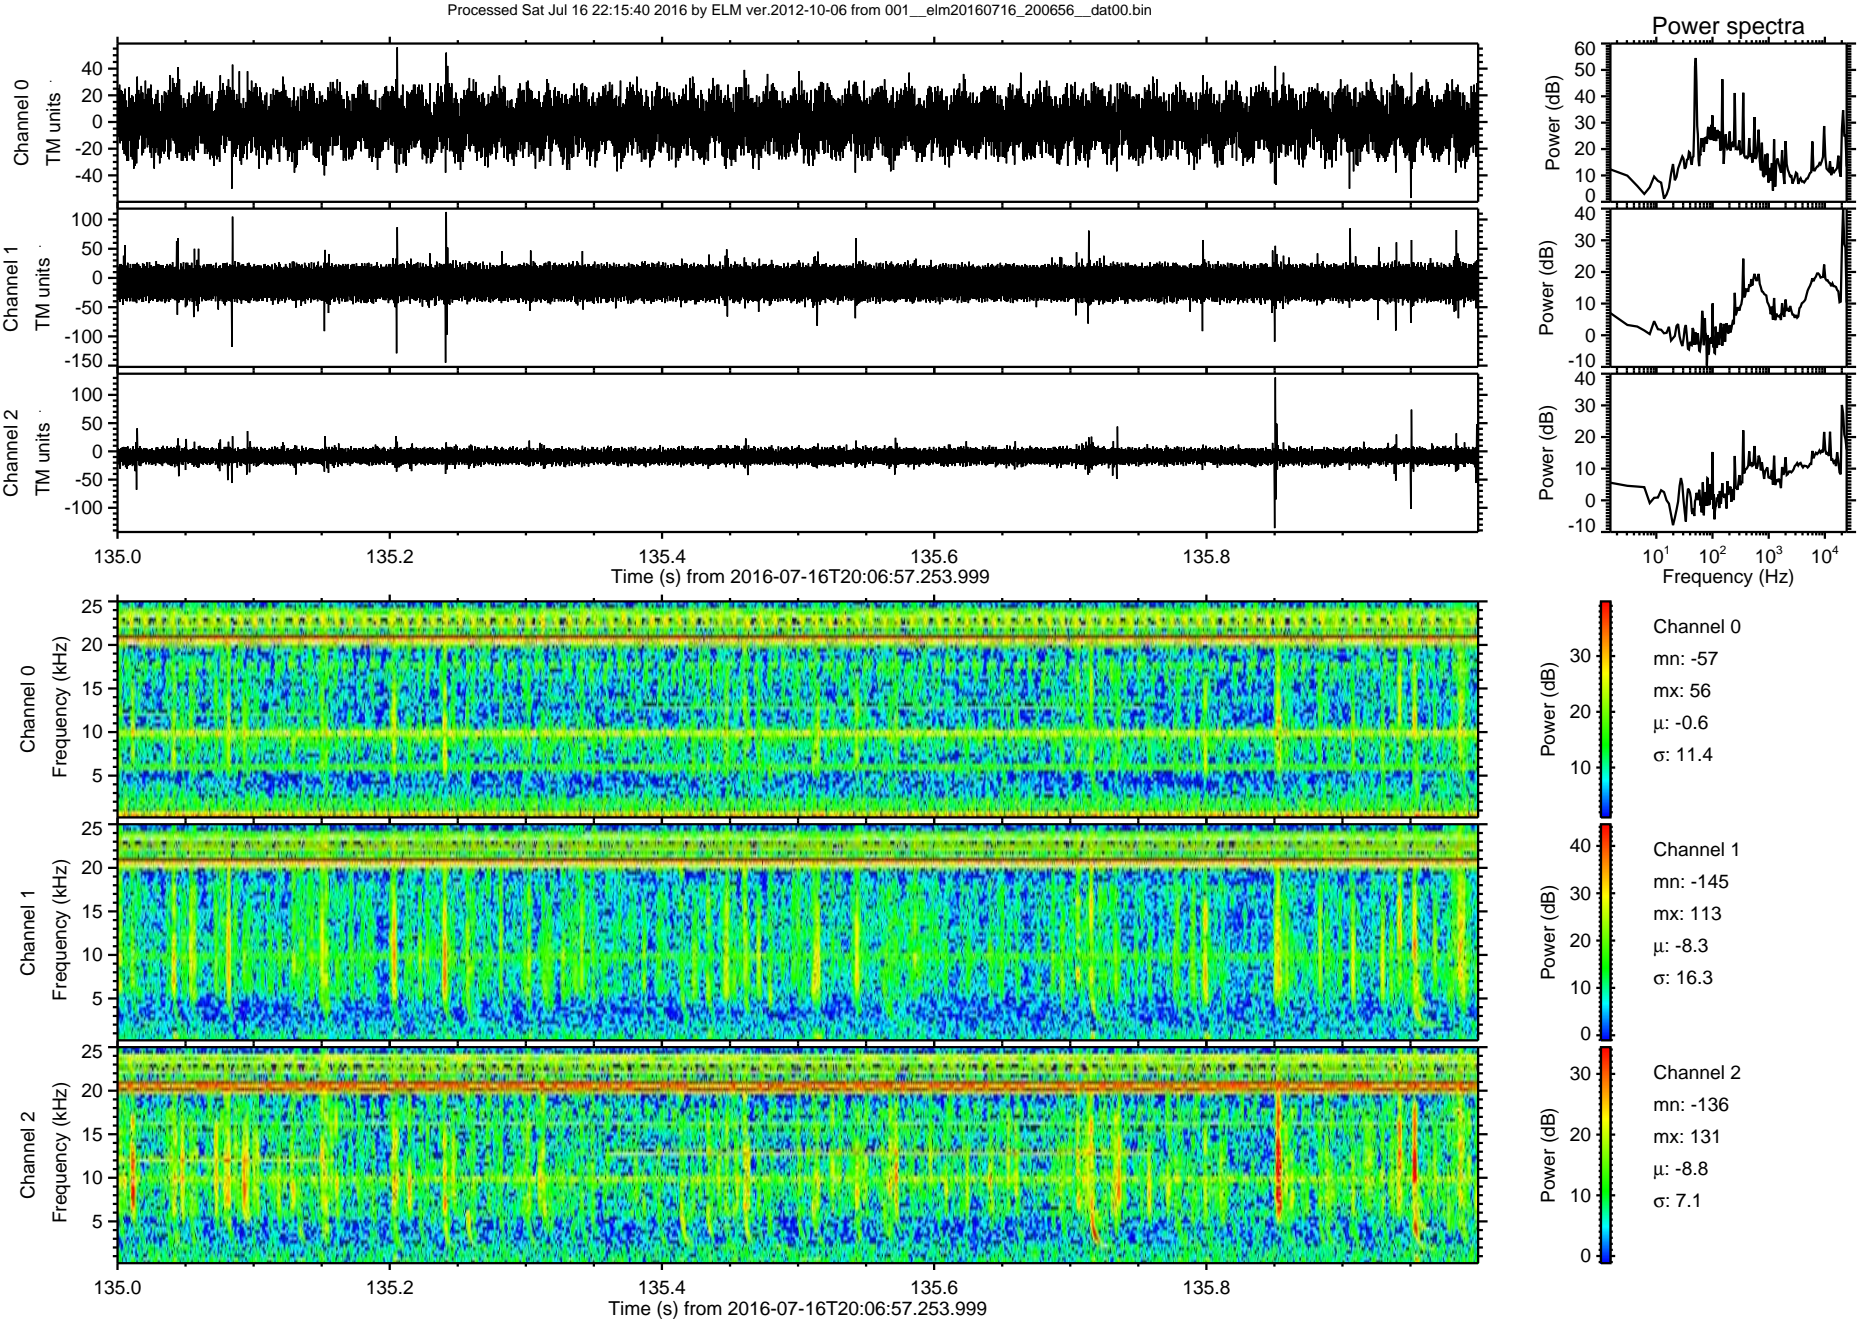 Processed Sat Jul 16 22:15:40 2016 by ELM ver.2012-10-06 from 001__elm20160716_200656__dat00.bin
Power spectra
Channel 0
TM units
40
20
0
-20
-40
Power (dB)
60
50
40
30
20
10
0
Channel 1
TM units
100
50
0
-50
-100
-150
Power (dB)
40
30
20
10
0
-10
Channel 2
TM units
100
50
0
-50
-100
Power (dB)
40
30
20
10
0
-10
135.0 135.2 135.4 135.6 135.8
Time (s) from 2016-07-16T20:06:57.253.999
10¹ 10² 10³ 10⁴
Frequency (Hz)
Channel 0
Frequency (kHz)
25
20
15
10
5
Power (dB)
30
20
10
Channel 0
mn: -57
mx: 56
μ: -0.6
σ: 11.4
Channel 1
Frequency (kHz)
25
20
15
10
5
Power (dB)
40
30
20
10
0
Channel 1
mn: -145
mx: 113
μ: -8.3
σ: 16.3
Channel 2
Frequency (kHz)
25
20
15
10
5
Power (dB)
30
20
10
0
Channel 2
mn: -136
mx: 131
μ: -8.8
σ: 7.1
135.0 135.2 135.4 135.6 135.8
Time (s) from 2016-07-16T20:06:57.253.999